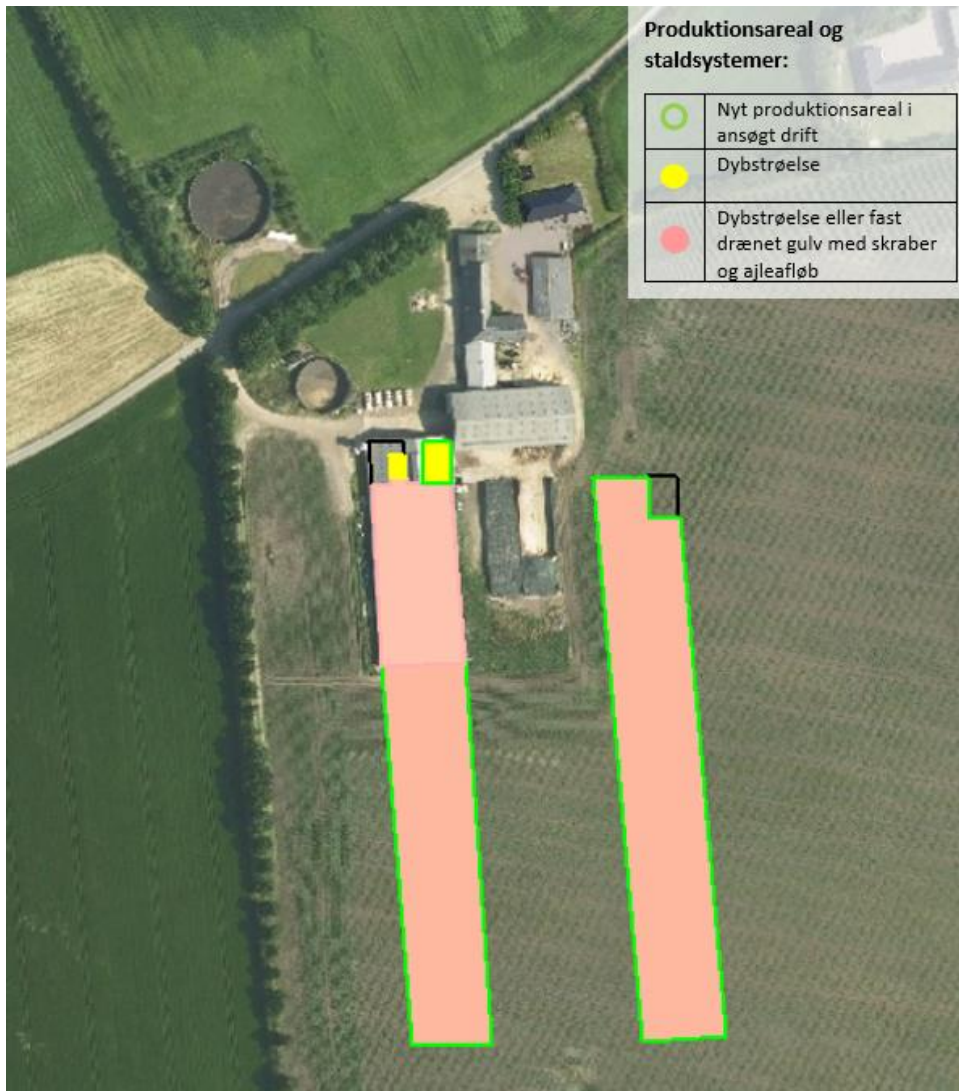 Produktionsareal og
staldsystemer:
Nyt produktionsareal i
ansøgt drift
Dybstrøelse
Dybstrøelse eller fast
drænet gulv med skraber
og ajleafløb